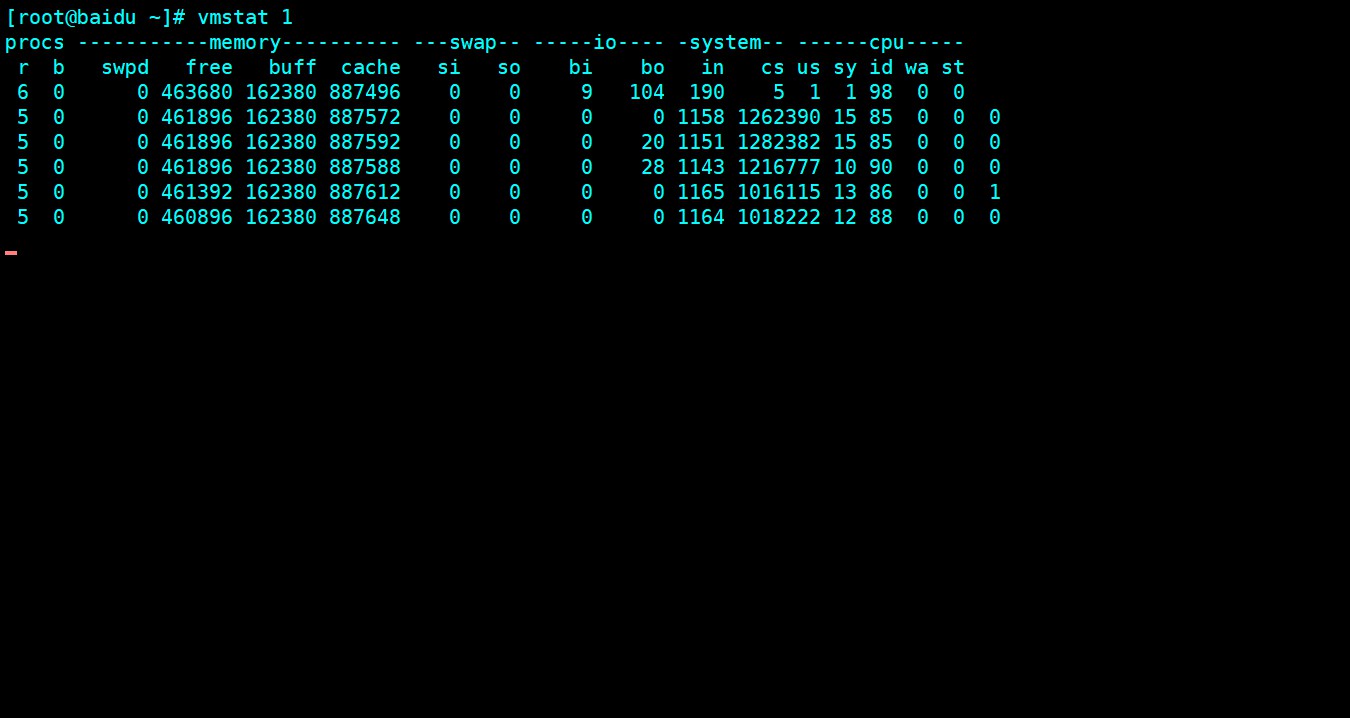 [root@baidu ~]# vmstat 1
procs -----------memory---------- ---swap-- -----io---- -system-- ------cpu-----
 r  b   swpd   free   buff  cache   si   so    bi    bo   in    cs us sy id wa st
 6  0      0 463680 162380 887496    0    0     9   104  190    5  1  1 98  0  0
 5  0      0 461896 162380 887572    0    0     0     0 1158 1262390 15 85  0  0  0
 5  0      0 461896 162380 887592    0    0     0    20 1151 1282382 15 85  0  0  0
 5  0      0 461896 162380 887588    0    0     0    28 1143 1216777 10 90  0  0  0
 5  0      0 461392 162380 887612    0    0     0     0 1165 1016115 13 86  0  0  1
 5  0      0 460896 162380 887648    0    0     0     0 1164 1018222 12 88  0  0  0